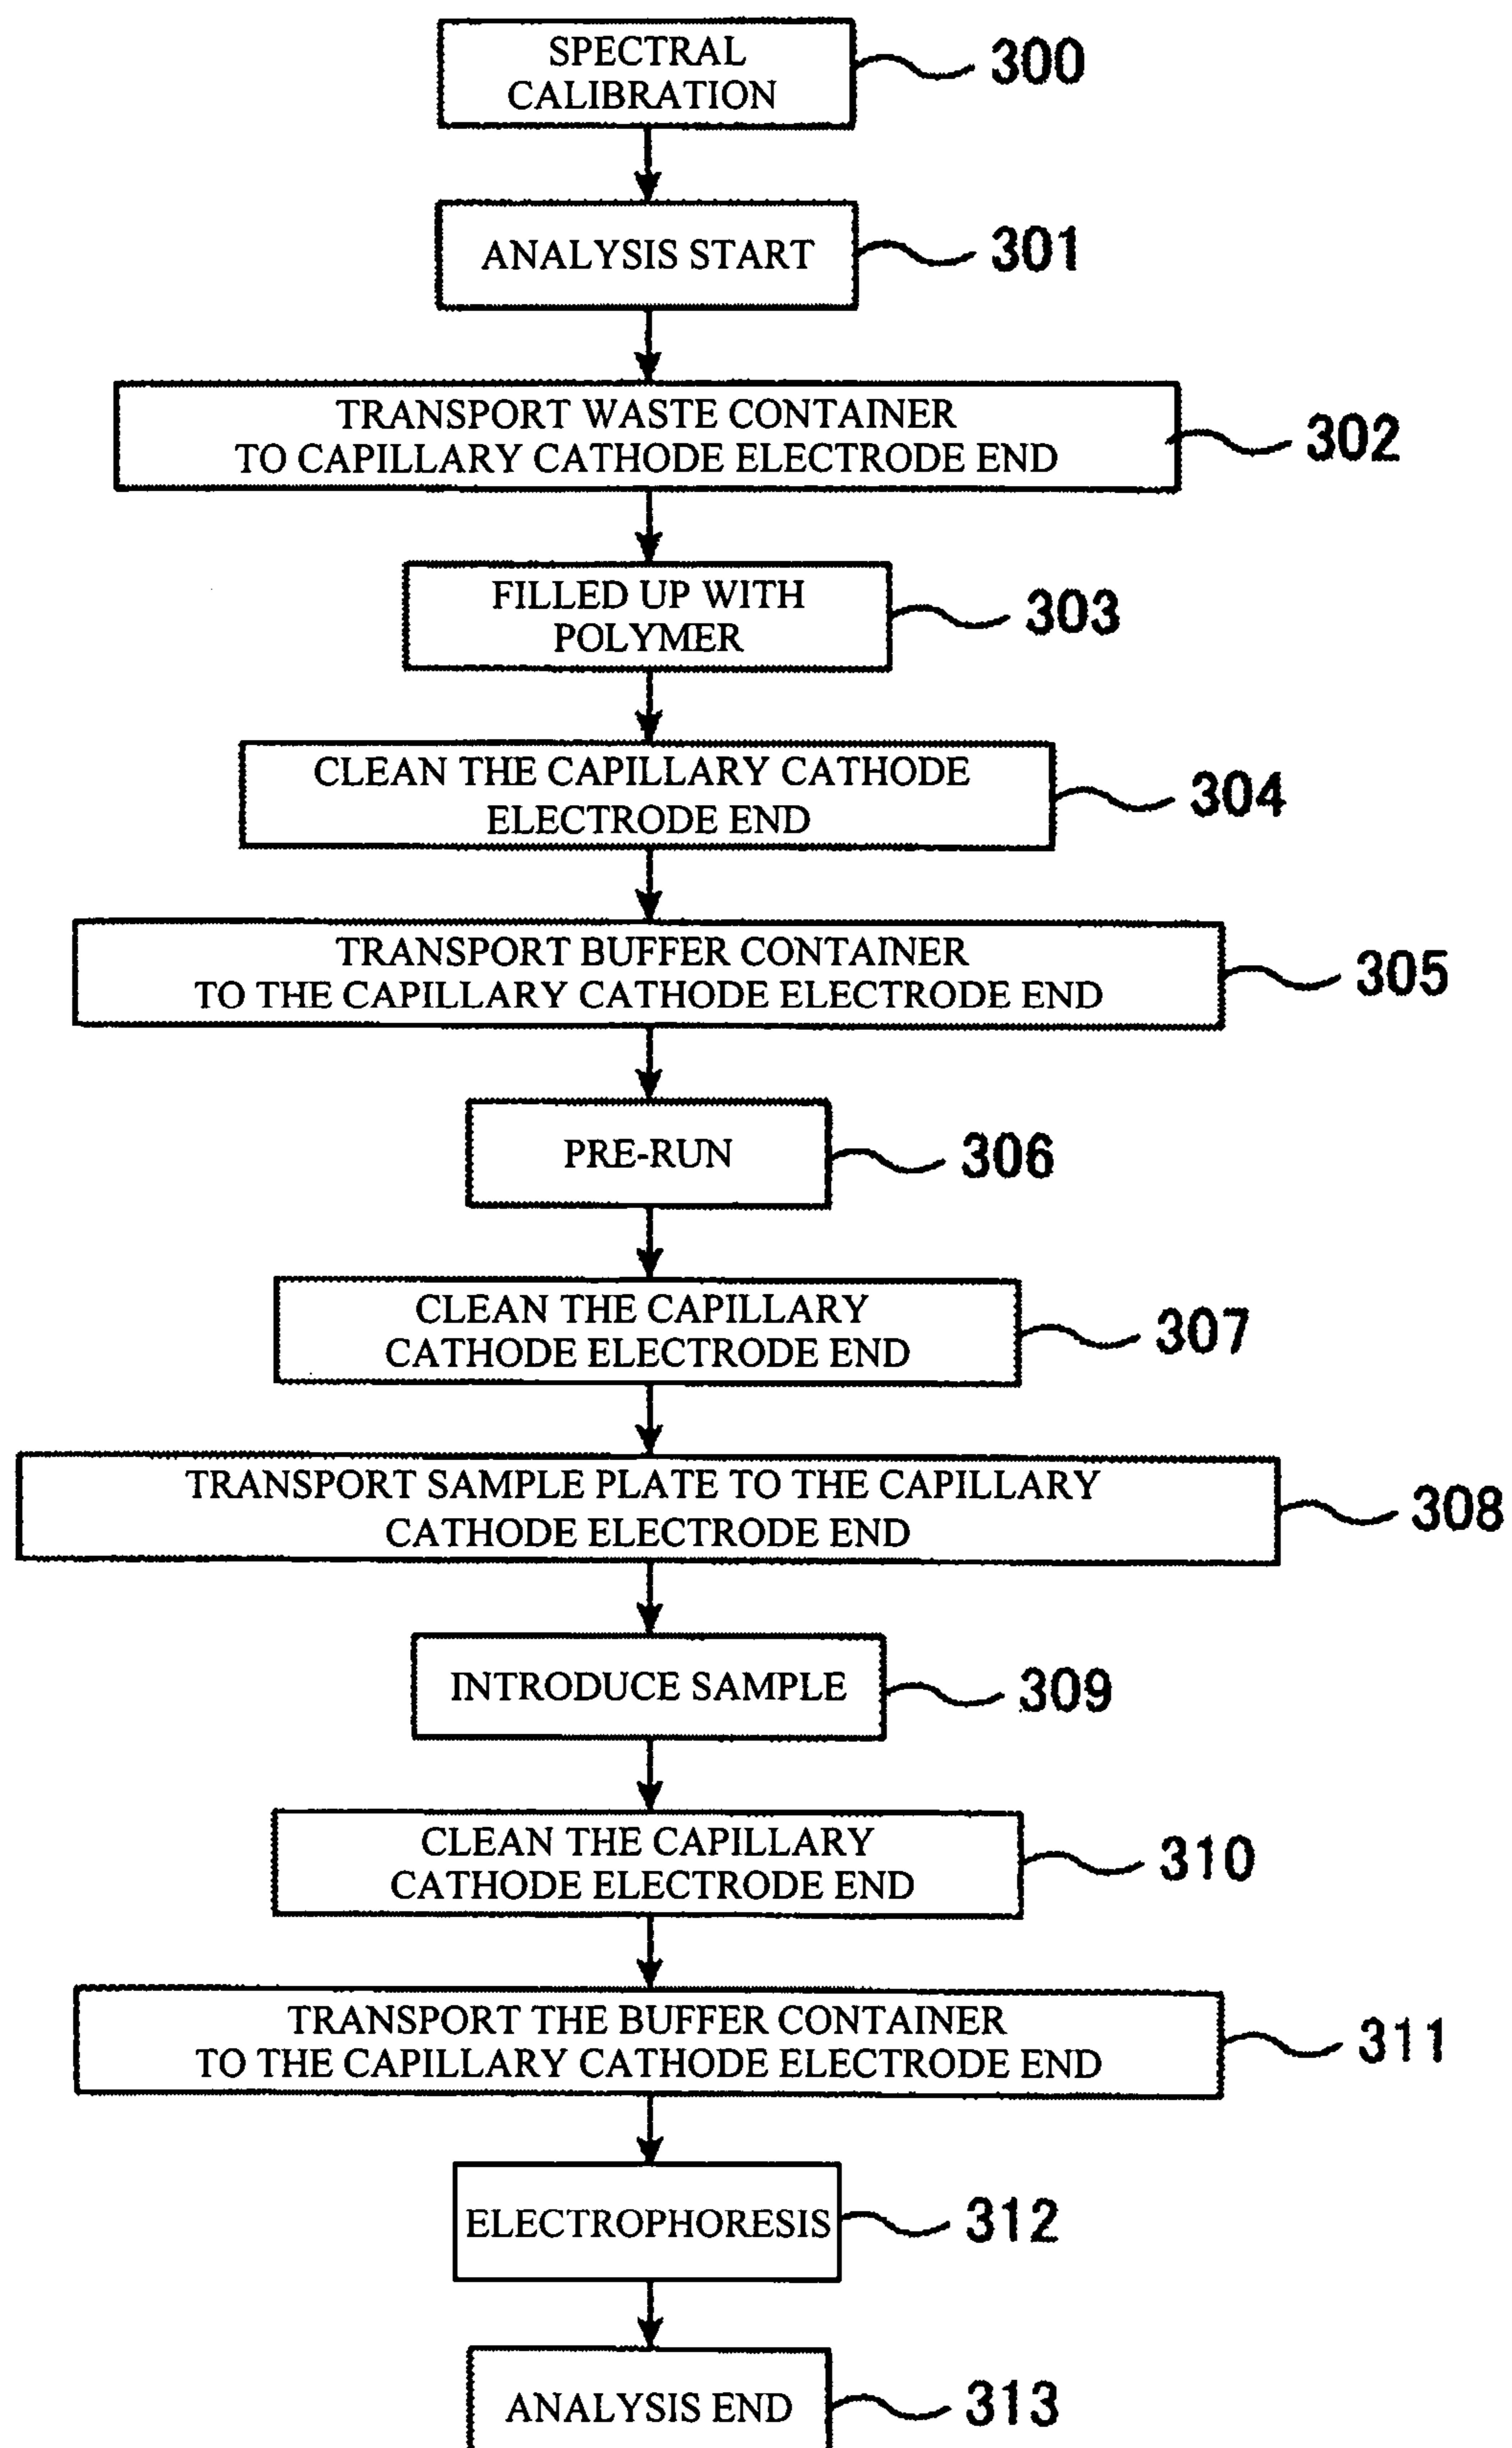 SPECTRAL
CALIBRATION
300
ANALYSIS START
301
TRANSPORT WASTE CONTAINER
TO CAPILLARY CATHODE ELECTRODE END
302
FILLED UP WITH
POLYMER
303
CLEAN THE CAPILLARY CATHODE
ELECTRODE END
304
TRANSPORT BUFFER CONTAINER
TO THE CAPILLARY CATHODE ELECTRODE END
305
PRE-RUN
306
CLEAN THE CAPILLARY
CATHODE ELECTRODE END
307
TRANSPORT SAMPLE PLATE TO THE CAPILLARY
CATHODE ELECTRODE END
308
INTRODUCE SAMPLE
309
CLEAN THE CAPILLARY
CATHODE ELECTRODE END
310
TRANSPORT THE BUFFER CONTAINER
TO THE CAPILLARY CATHODE ELECTRODE END
311
ELECTROPHORESIS
312
ANALYSIS END
313